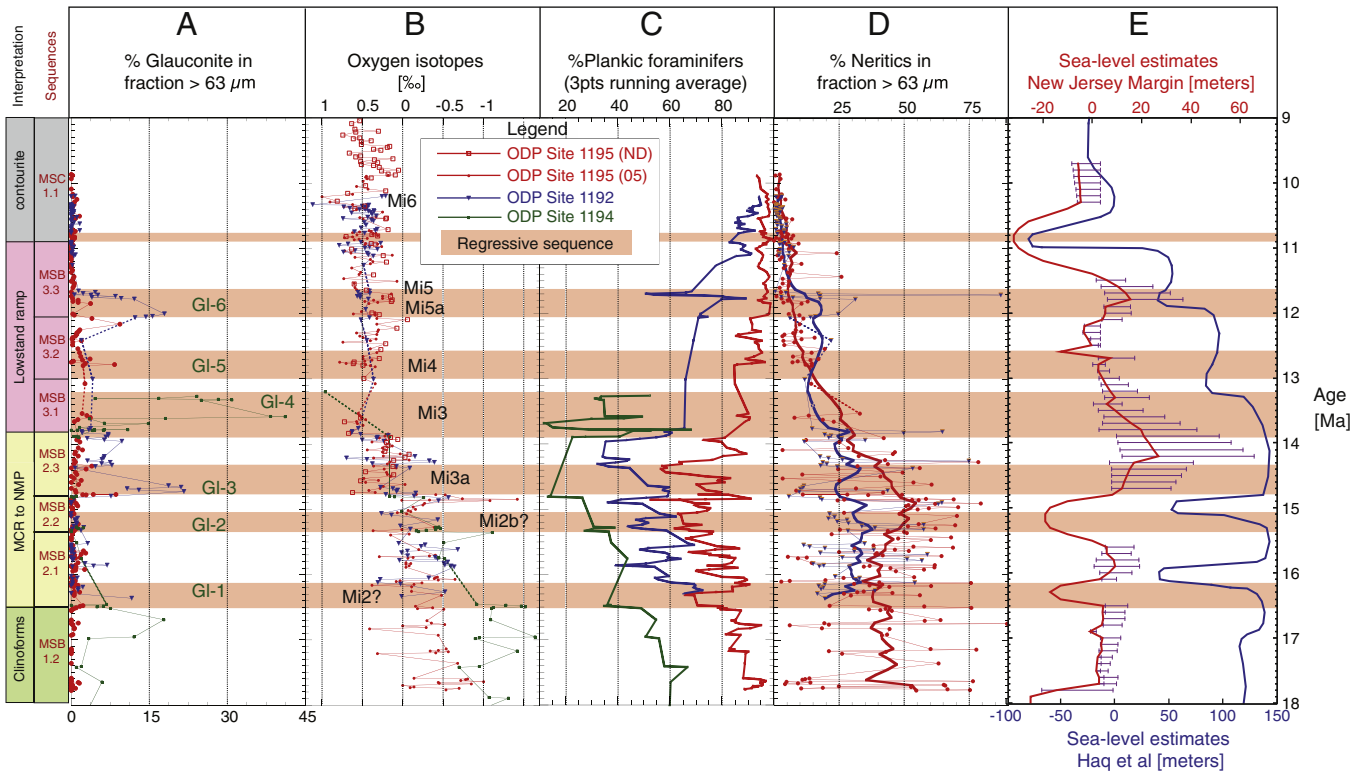 A
B
C
D
E
Interpretation
Sequences
% Glauconite in
fraction > 63 µm
Oxygen isotopes
[‰]
%Plankic foraminifers
(3pts running average)
% Neritics in
fraction > 63 µm
Sea-level estimates
New Jersey Margin [meters]
1 0.5 0 -0.5 -1
20 40 60 80
25 50 75
-20 0 20 40 60
Legend
ODP Site 1195 (ND)
ODP Site 1195 (05)
ODP Site 1192
ODP Site 1194
Regressive sequence
contourite
Lowstand ramp
MCR to NMP
Clinoforms
MSC
1.1
MSB
3.3
MSB
3.2
MSB
3.1
MSB
2.3
MSB
2.2
MSB
2.1
MSB
1.2
Gl-6
Gl-5
Gl-4
Gl-3
Gl-2
Gl-1
Mi6
Mi5
Mi5a
Mi4
Mi3
Mi3a
Mi2b?
Mi2?
9
10
11
12
13
14
15
16
17
18
Age
[Ma]
0 15 30 45
-100 -50 0 50 100 150
Sea-level estimates
Haq et al [meters]